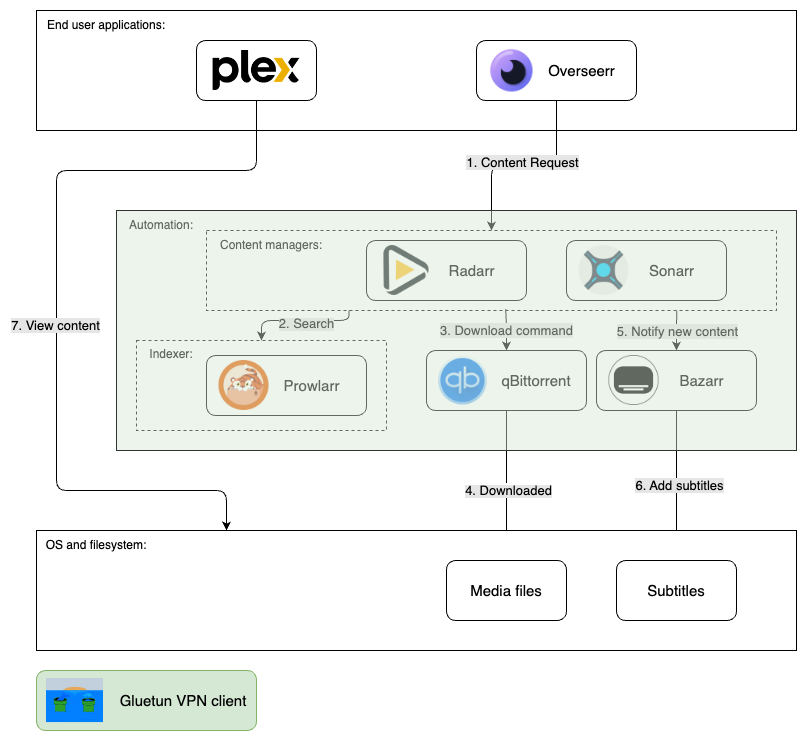 End user applications:
plex
Overseerr
1. Content Request
Automation:
Content managers:
Radarr
Sonarr
7. View content
2. Search
3. Download command
5. Notify new content
Indexer:
Prowlarr
qb
qBittorrent
Bazarr
4. Downloaded
6. Add subtitles
OS and filesystem:
Media files
Subtitles
Gluetun VPN client